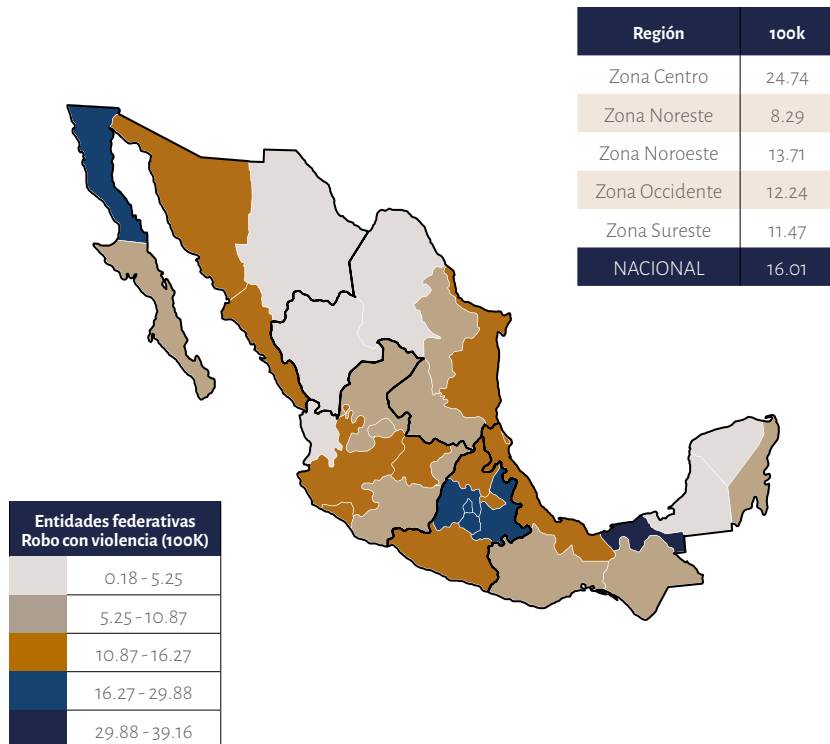 Región 100k
Zona Centro 24.74
Zona Noreste 8.29
Zona Noroeste 13.71
Zona Occidente 12.24
Zona Sureste 11.47
NACIONAL 16.01
Entidades federativas
Robo con violencia (100K)
0.18 - 5.25
5.25 - 10.87
10.87 - 16.27
16.27 - 29.88
29.88 - 39.16